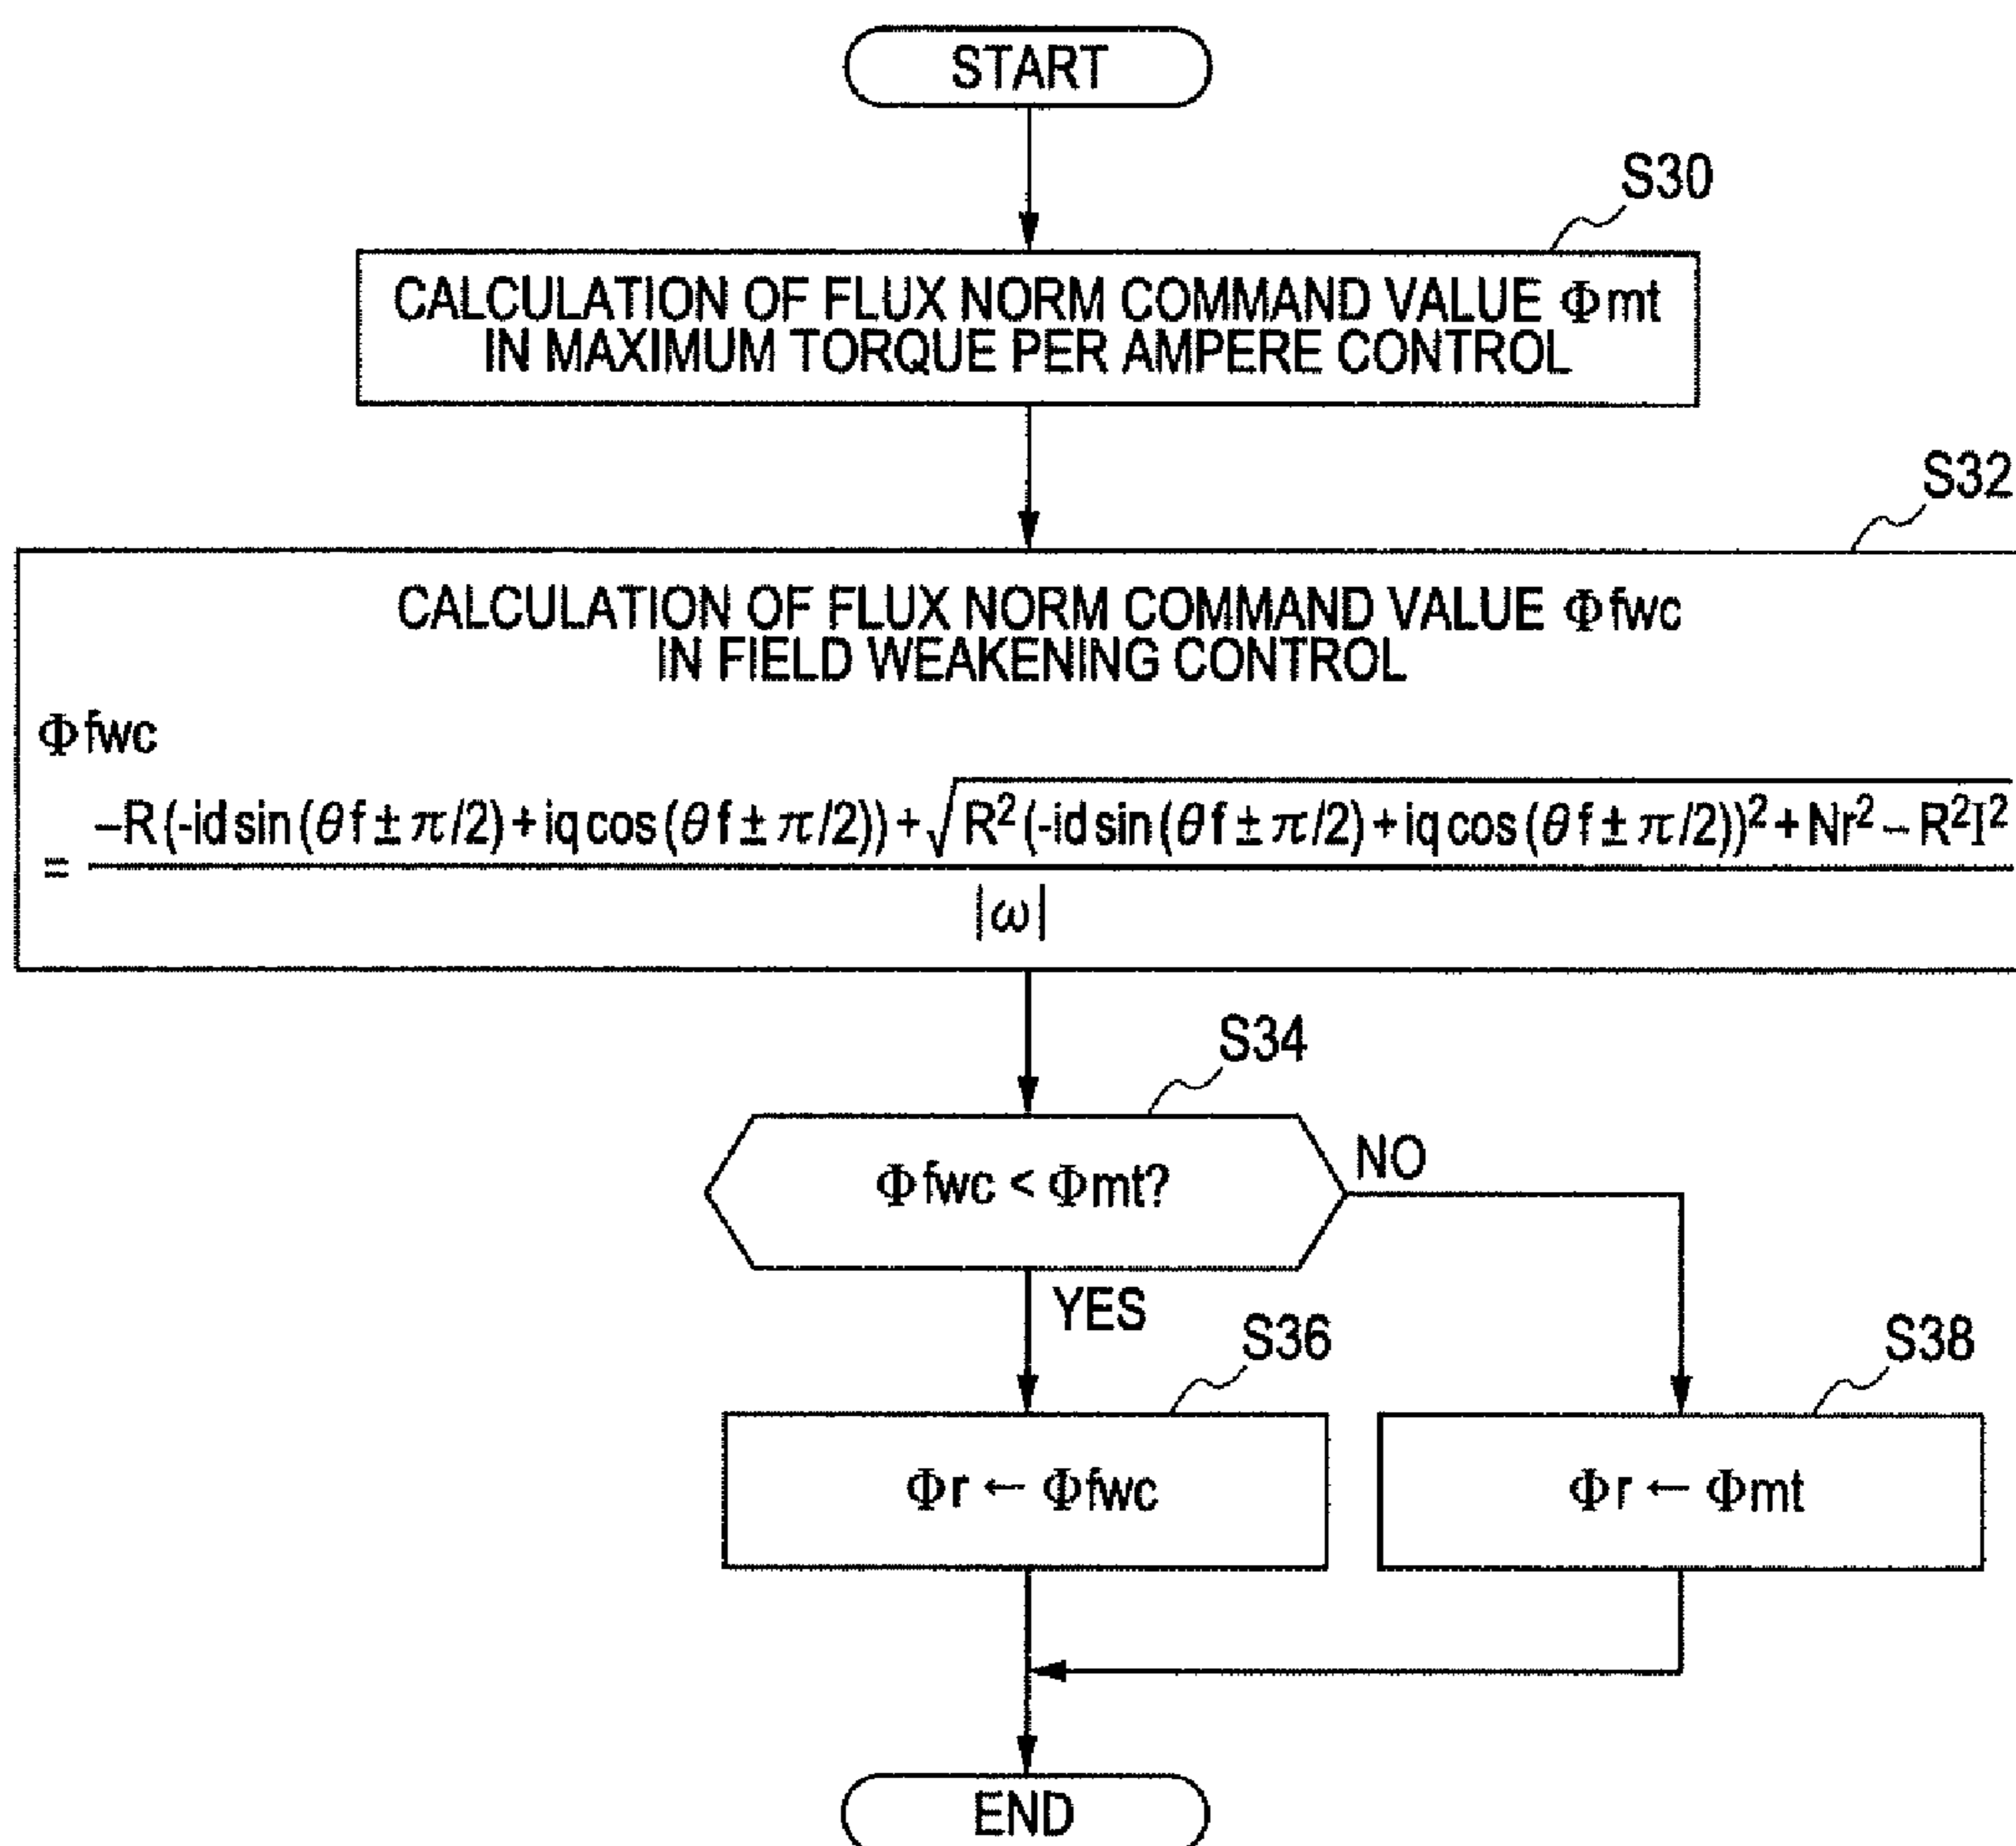 START
S30
CALCULATION OF FLUX NORM COMMAND VALUE Φmt
IN MAXIMUM TORQUE PER AMPERE CONTROL
S32
CALCULATION OF FLUX NORM COMMAND VALUE Φfwc
IN FIELD WEAKENING CONTROL
Φfwc
= −R(-id sin(θf ± π/2) + iq cos(θf ± π/2)) + √R²(-id sin(θf ± π/2) + iq cos(θf ± π/2))² + Nr² − R²I²
|ω|
S34
Φfwc < Φmt?
NO
YES
S36
S38
Φr ← Φfwc
Φr ← Φmt
END